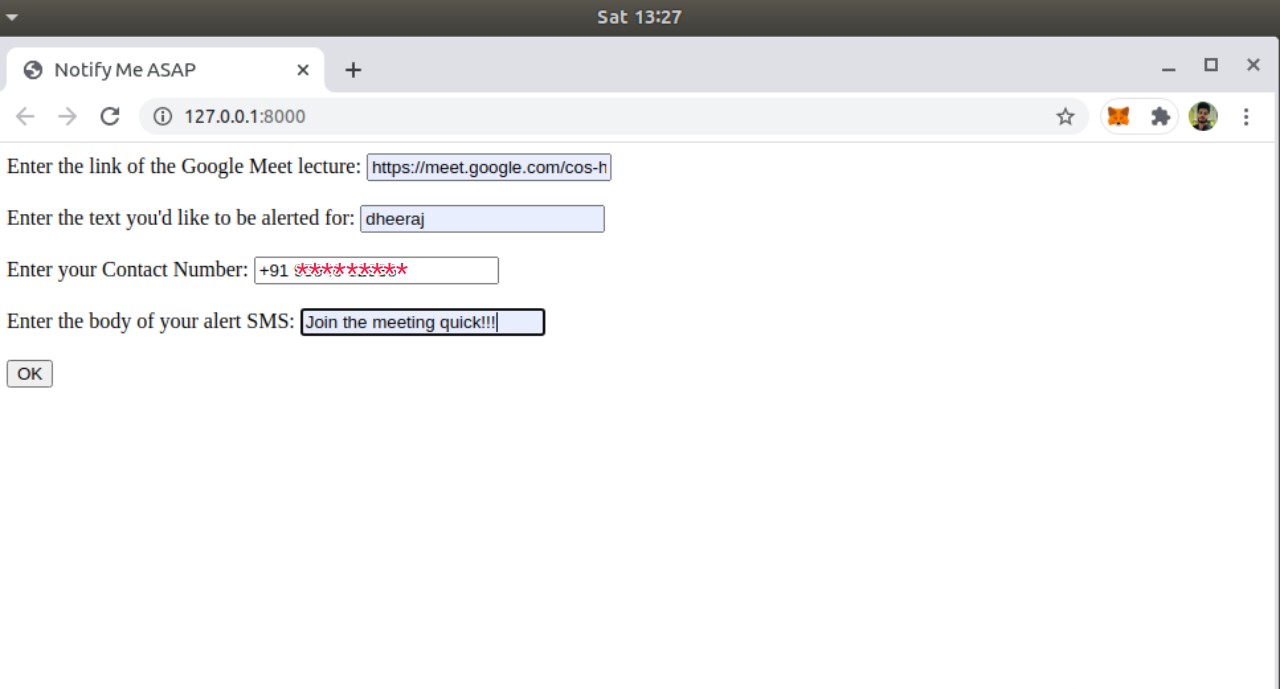 Sat 13:27
Notify Me ASAP
127.0.0.1:8000
Enter the link of the Google Meet lecture: https://meet.google.com/cos-h
Enter the text you'd like to be alerted for: dheeraj
Enter your Contact Number: +91 *********
Enter the body of your alert SMS: Join the meeting quick!!!
OK